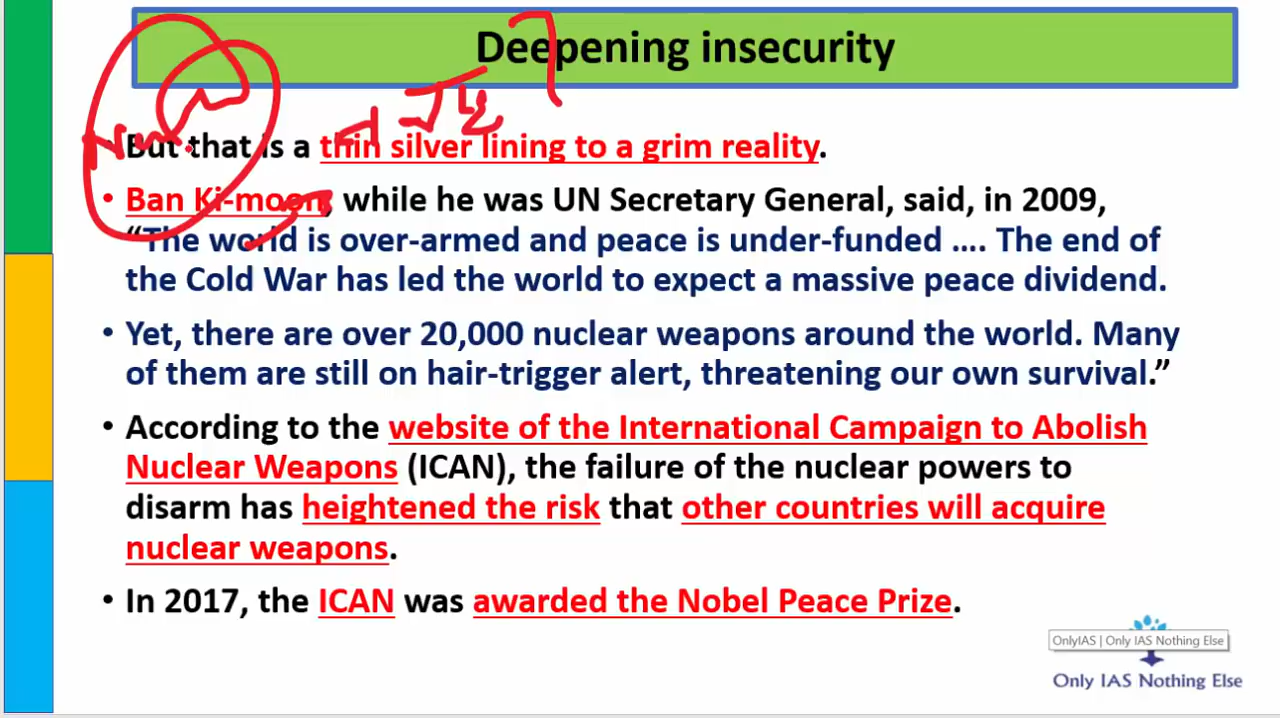 Deepening insecurity
• But that is a thin silver lining to a grim reality.
• Ban Ki-moon, while he was UN Secretary General, said, in 2009,
“The world is over-armed and peace is under-funded …. The end of
the Cold War has led the world to expect a massive peace dividend.
• Yet, there are over 20,000 nuclear weapons around the world. Many
of them are still on hair-trigger alert, threatening our own survival.”
• According to the website of the International Campaign to Abolish
Nuclear Weapons (ICAN), the failure of the nuclear powers to
disarm has heightened the risk that other countries will acquire
nuclear weapons.
• In 2017, the ICAN was awarded the Nobel Peace Prize.
OnlyIAS | Only IAS Nothing Else
Only IAS Nothing Else